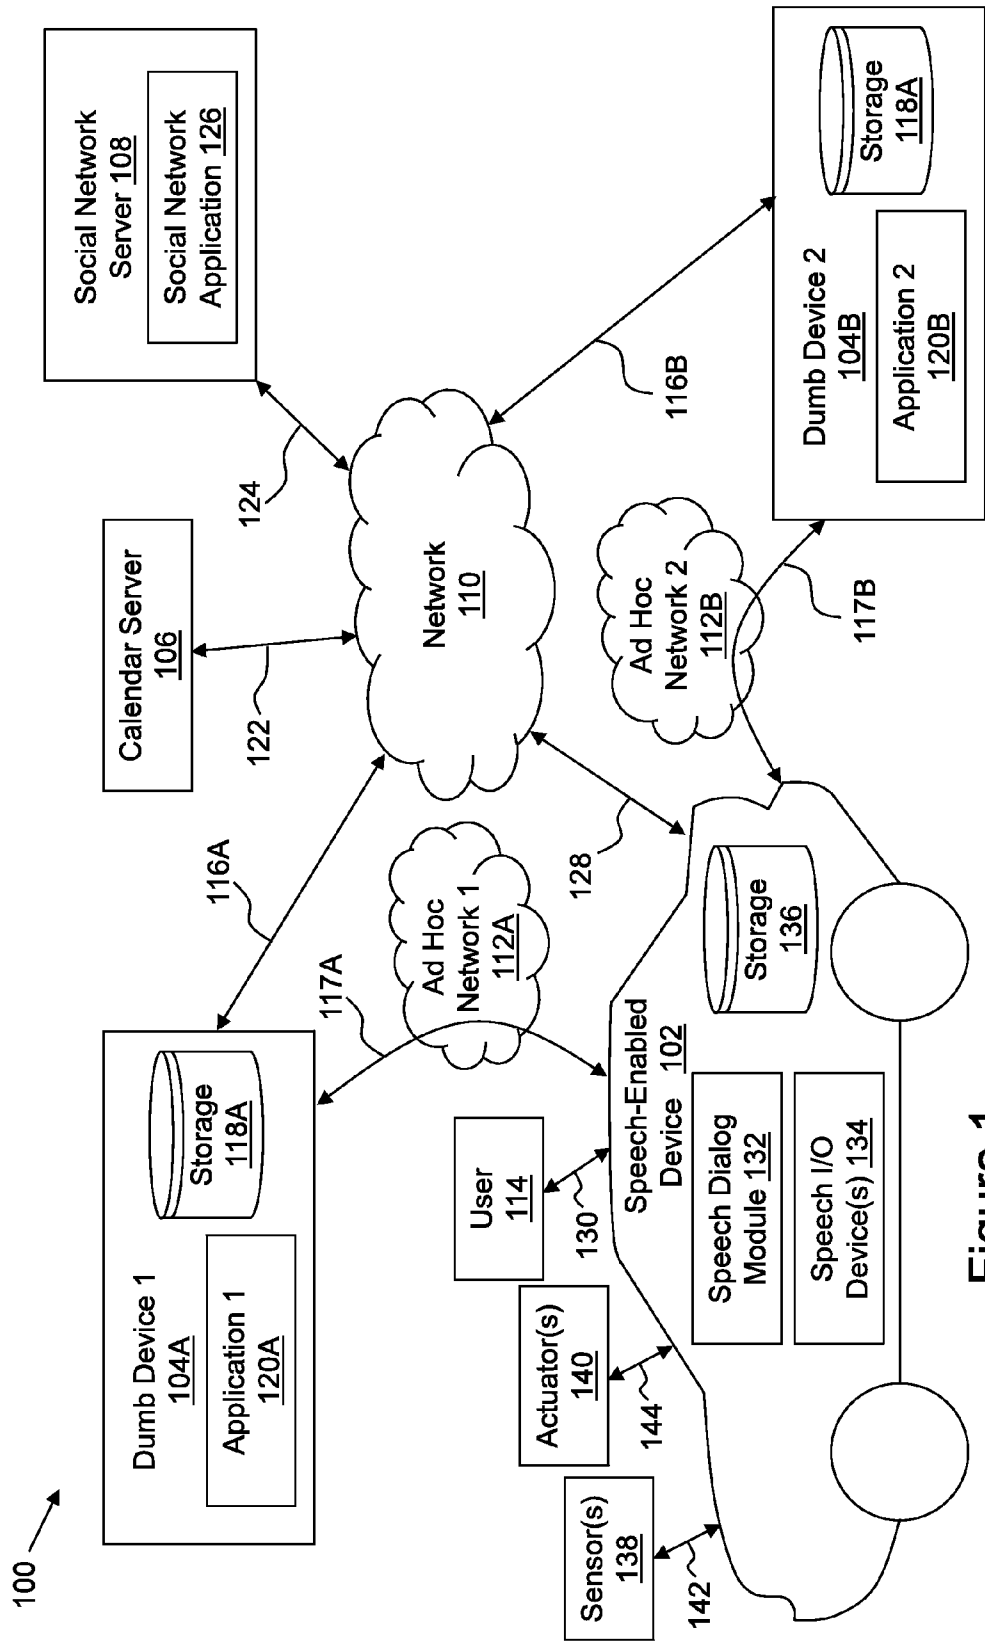 100
Dumb Device 1
104A
Application 1
120A
Storage
118A
116A
117A
Calendar Server
106
122
Social Network
Server 108
Social Network
Application 126
124
Network
110
Ad Hoc
Network 1
112A
Ad Hoc
Network 2
112B
116B
117B
128
Dumb Device 2
104B
Application 2
120B
Storage
118A
Sensor(s)
138
142
Actuator(s)
140
144
User
114
130
Speech-Enabled
Device 102
Speech Dialog
Module 132
Speech I/O
Device(s) 134
Storage
136
Figure 1